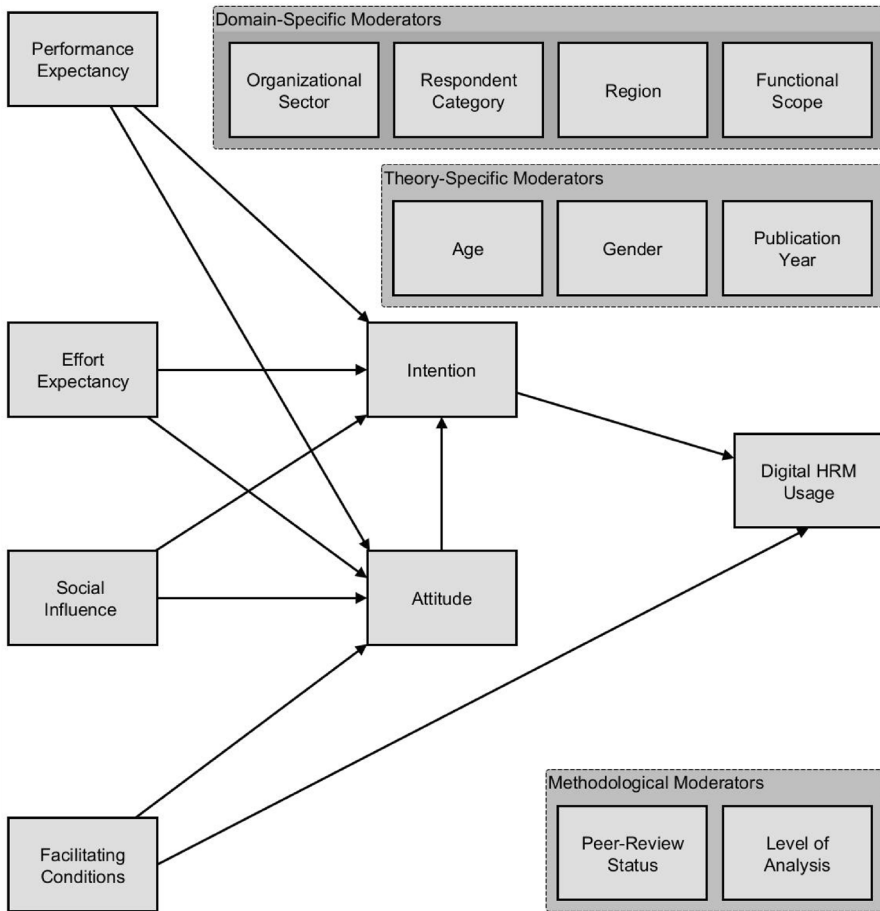 Performance
Expectancy
Domain-Specific Moderators
Organizational
Sector
Respondent
Category
Region
Functional
Scope
Theory-Specific Moderators
Age
Gender
Publication
Year
Effort
Expectancy
Intention
Digital HRM
Usage
Social
Influence
Attitude
Facilitating
Conditions
Methodological Moderators
Peer-Review
Status
Level of
Analysis